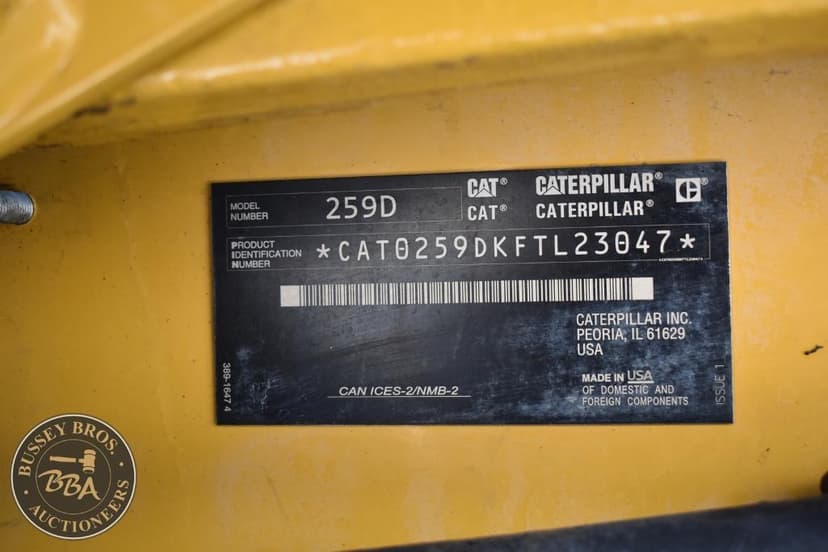 MODEL NUMBER 259D
CAT® CATERPILLAR® C®
CAT® CATERPILLAR®
PRODUCT IDENTIFICATION NUMBER *CAT0259DKFTL23047*
CATERPILLAR INC.
PEORIA, IL 61629
USA
MADE IN USA
OF DOMESTIC AND
FOREIGN COMPONENTS
CAN ICES-2/NMB-2
389-1647 4
ISSUE 1
BUSSEY BROS.
BBA
AUCTIONEERS